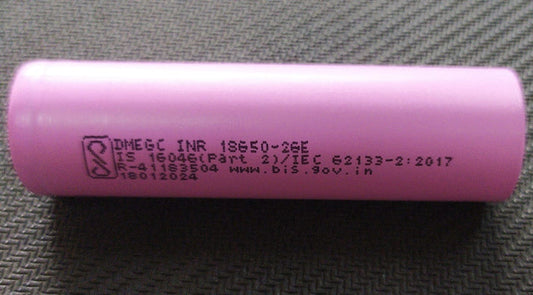 DMEGC INR 18650-26E
IS 16046(Part 2)/IEC 62133-2:2017
R-41183504 www.bis.gov.in
18012024